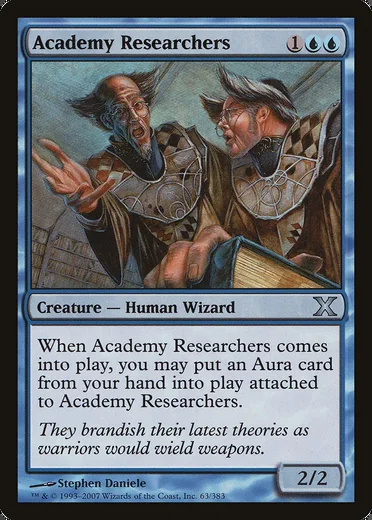 Academy Researchers 1
Creature — Human Wizard X
When Academy Researchers comes
into play, you may put an Aura card
from your hand into play attached
to Academy Researchers.
They brandish their latest theories as
warriors would wield weapons.
Stephen Daniele
2/2
™ & © 1993–2007 Wizards of the Coast, Inc. 63/383